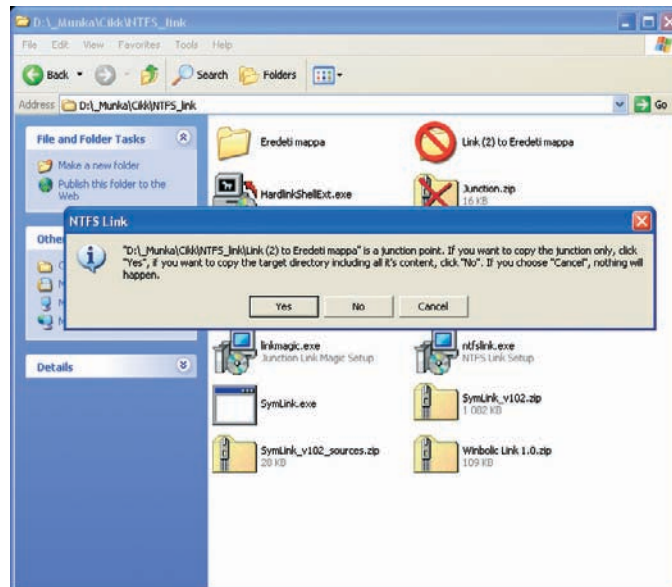 D:\_Munka\Cikk\NTFS_link
File Edit View Favorites Tools Help
Back Search Folders
Address D:\_Munka\Cikk\NTFS_link Go
File and Folder Tasks
Make a new folder
Publish this folder to the
Web
Eredeti mappa
Link (2) to Eredeti mappa
HardlinkShellExt.exe
Junction.zip
16 KB
NTFS Link
"D:\_Munka\Cikk\NTFS_link\Link (2) to Eredeti mappa" is a junction point. If you want to copy the junction only, click
"Yes", if you want to copy the target directory including all it's content, click "No". If you choose "Cancel", nothing will
happen.
Yes No Cancel
Othe
Details
linkmagic.exe
Junction Link Magic Setup
ntfslink.exe
NTFS Link Setup
SymLink.exe
SymLink_v102.zip
1 002 KB
SymLink_v102_sources.zip
20 KB
Winbolic Link 1.0.zip
109 KB